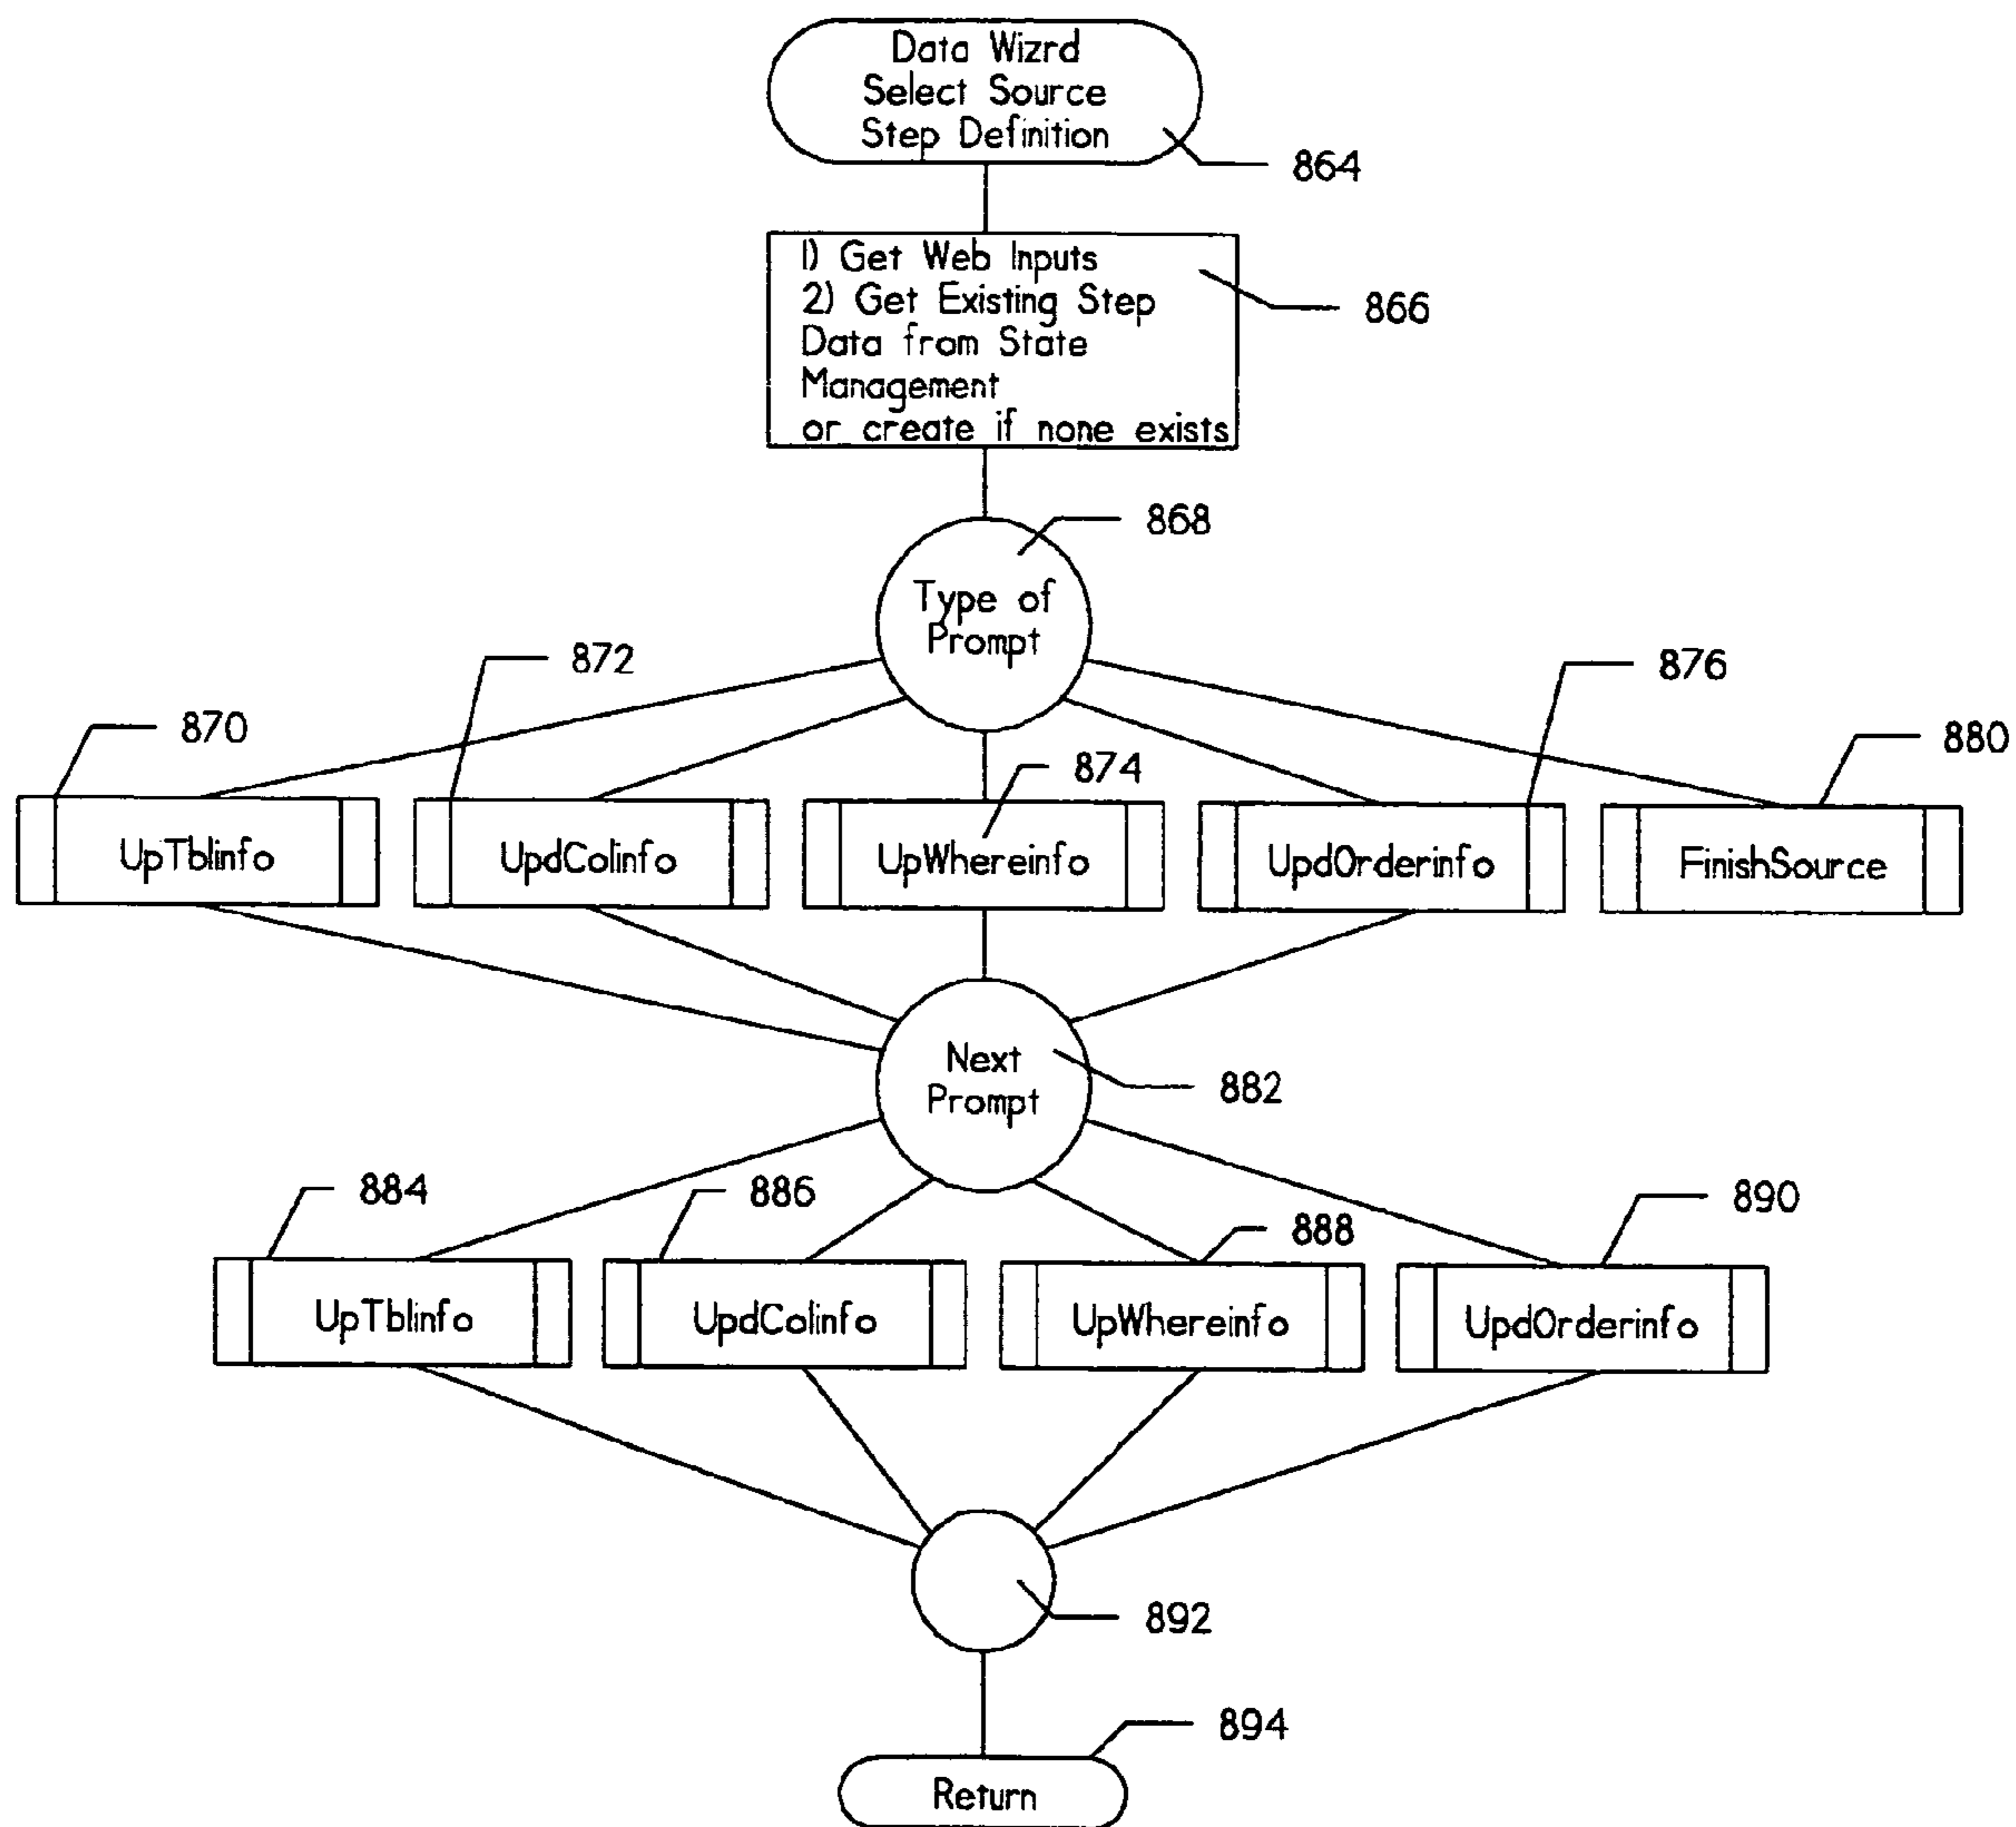 Data Wizrd
Select Source
Step Definition
864
1) Get Web Inputs
2) Get Existing Step
Data from State
Management
or create if none exists
866
868
Type of
Prompt
872
876
870
880
874
UpTblinfo
UpdColinfo
UpWhereinfo
UpdOrderinfo
FinishSource
Next
Prompt
882
884
886
888
890
UpTblinfo
UpdColinfo
UpWhereinfo
UpdOrderinfo
892
894
Return